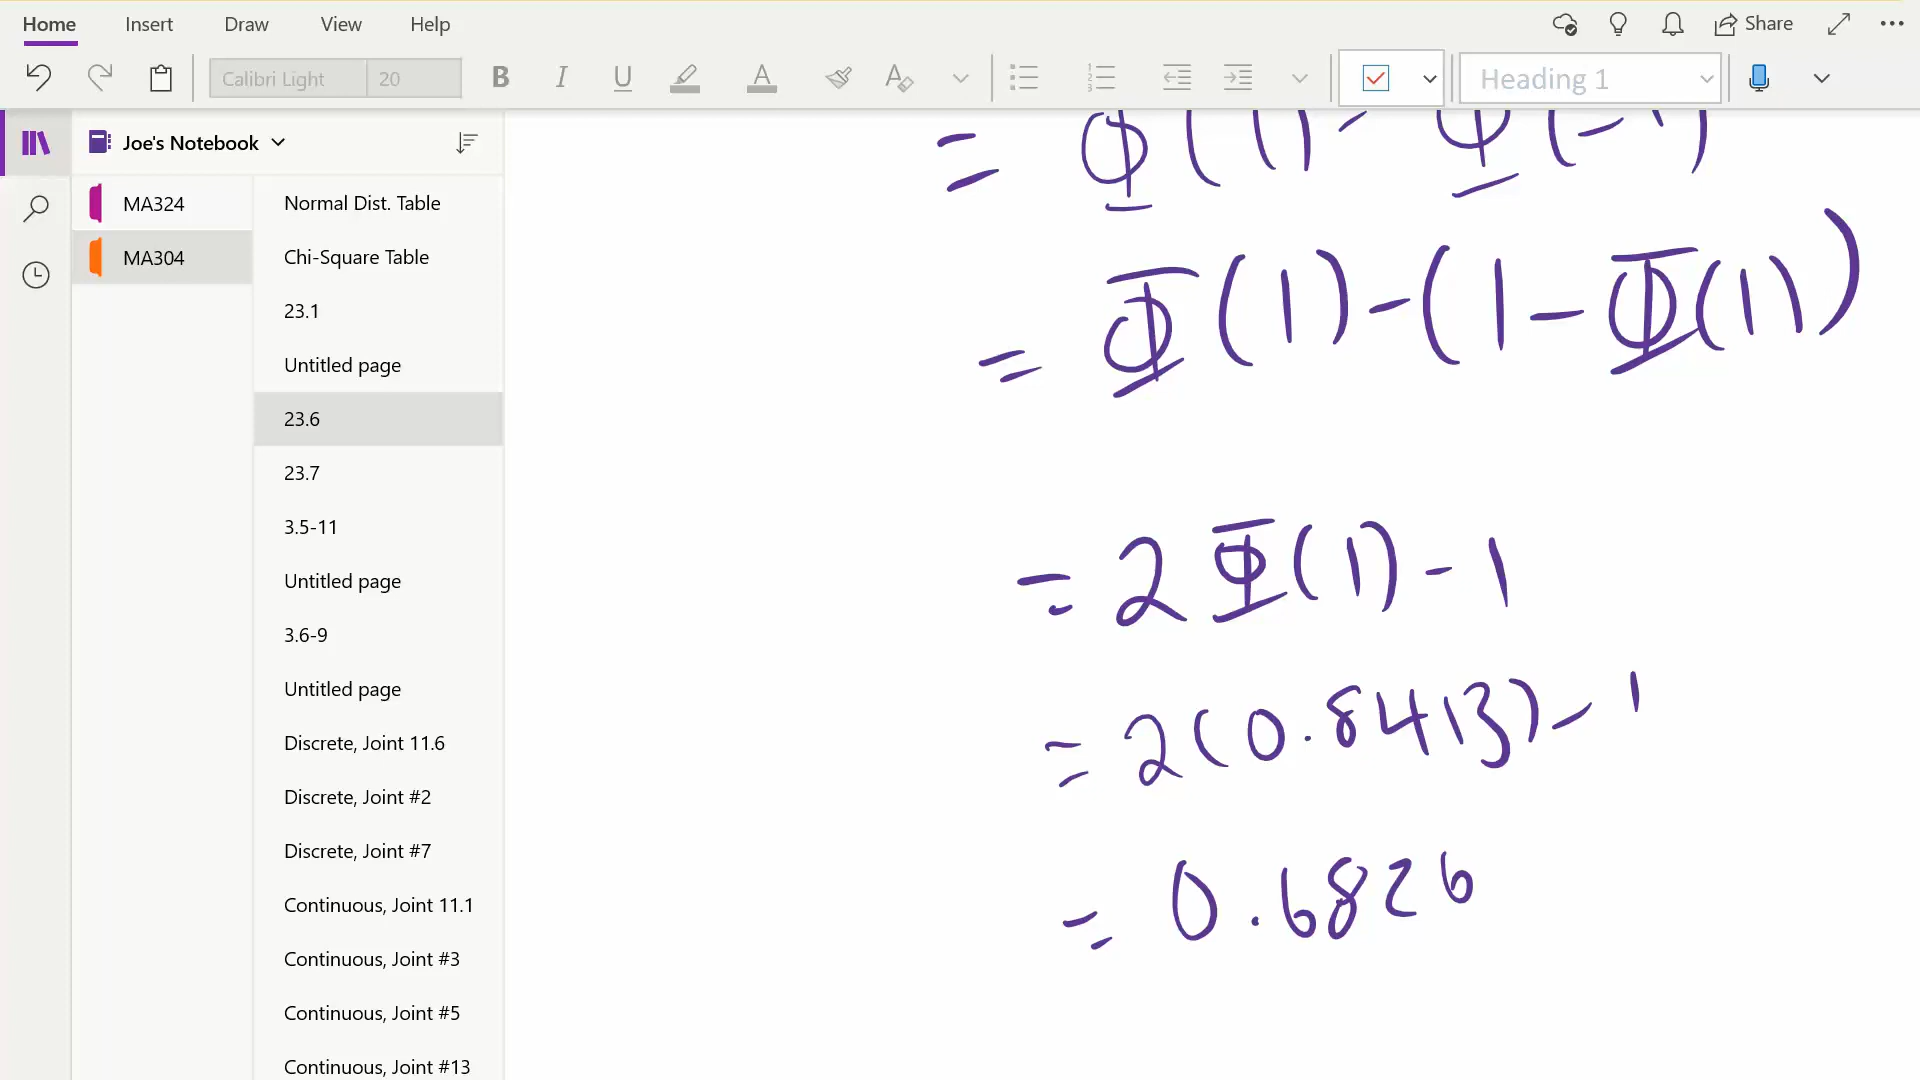 Home Insert Draw View Help Share
Calibri Light 20 B I U Heading 1
Joe's Notebook
MA324
MA304
Normal Dist. Table
Chi-Square Table
23.1
Untitled page
23.6
23.7
3.5-11
Untitled page
3.6-9
Untitled page
Discrete, Joint 11.6
Discrete, Joint #2
Discrete, Joint #7
Continuous, Joint 11.1
Continuous, Joint #3
Continuous, Joint #5
Continuous, Joint #13
= Φ(1) - Φ(-1)
= Φ(1) - (1 - Φ(1))
= 2Φ(1) - 1
= 2(0.8413) - 1
= 0.6826